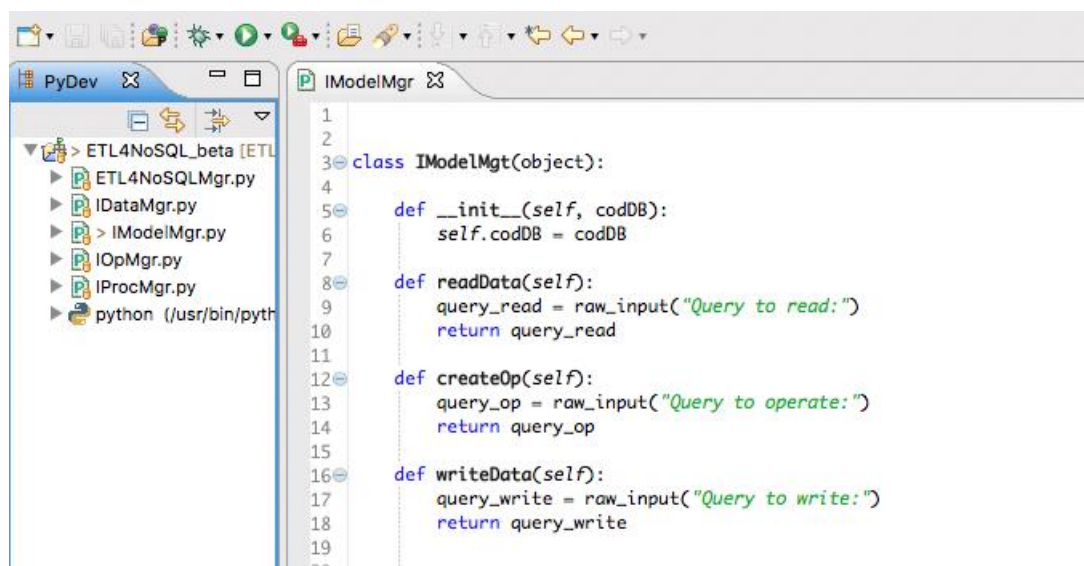 PyDev
IModelMgr
> ETL4NoSQL_beta [ETL
ETL4NoSQLMgr.py
IDataMgr.py
> IModelMgr.py
IOpMgr.py
IProcMgr.py
python (/usr/bin/pyth
1
2
3 class IModelMgt(object):
4
5 def __init__(self, codDB):
6 self.codDB = codDB
7
8 def readData(self):
9 query_read = raw_input("Query to read:")
10 return query_read
11
12 def createOp(self):
13 query_op = raw_input("Query to operate:")
14 return query_op
15
16 def writeData(self):
17 query_write = raw_input("Query to write:")
18 return query_write
19